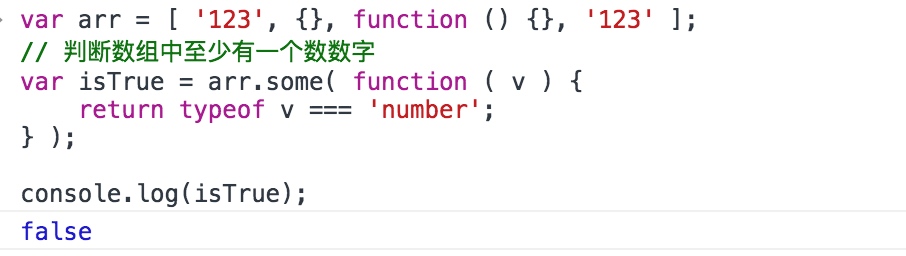 var arr = [ '123', {}, function () {}, '123' ];
// 判断数组中至少有一个数数字
var isTrue = arr.some( function ( v ) {
    return typeof v === 'number';
} );
console.log(isTrue);
false